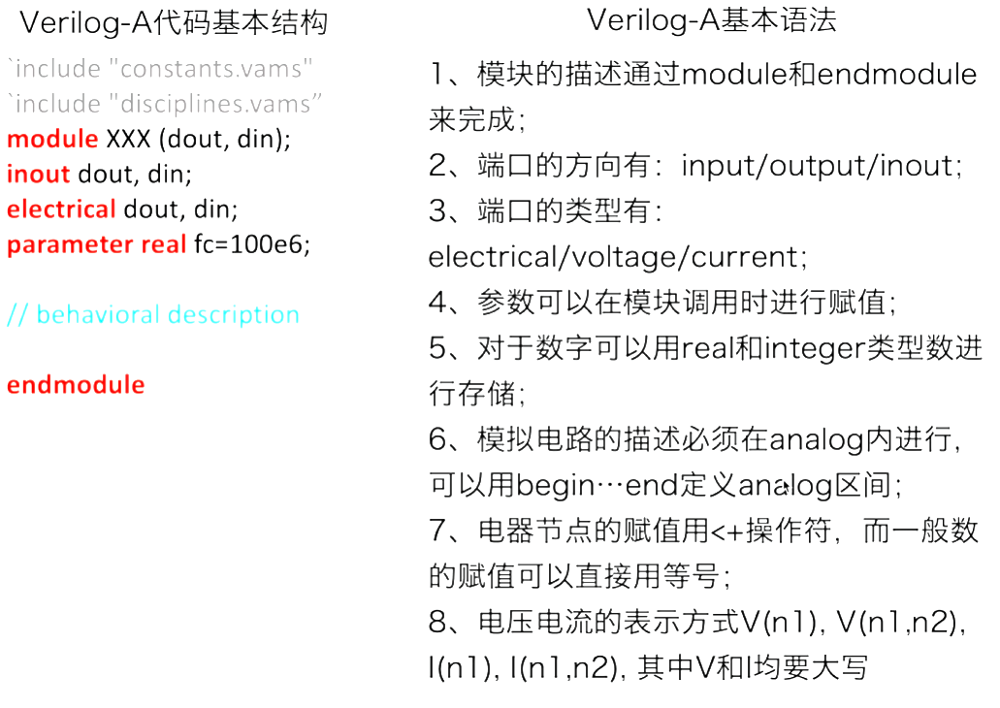 Verilog-A代码基本结构
`include "constants.vams"
`include "disciplines.vams”
module XXX (dout, din);
inout dout, din;
electrical dout, din;
parameter real fc=100e6;
// behavioral description
endmodule
Verilog-A基本语法
1、模块的描述通过module和endmodule
来完成；
2、端口的方向有：input/output/inout；
3、端口的类型有：
electrical/voltage/current；
4、参数可以在模块调用时进行赋值；
5、对于数字可以用real和integer类型数进
行存储；
6、模拟电路的描述必须在analog内进行，
可以用begin…end定义analog区间；
7、电器节点的赋值用<+操作符，而一般数
的赋值可以直接用等号；
8、电压电流的表示方式V(n1), V(n1,n2),
I(n1), I(n1,n2), 其中V和I均要大写